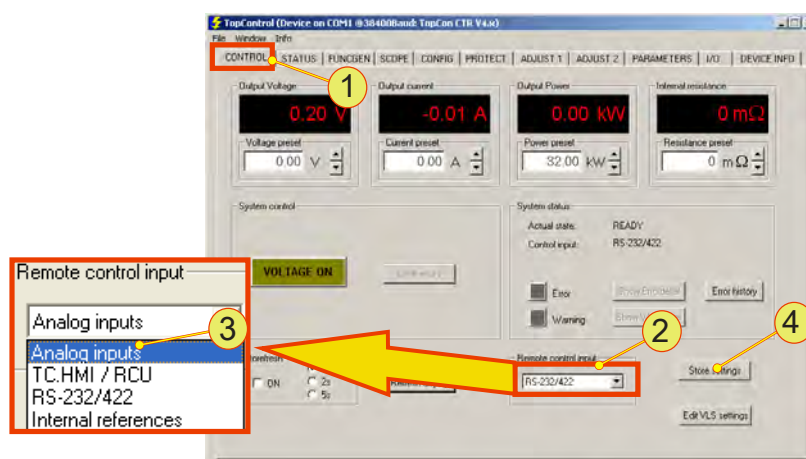 TopControl (Device on COM1 @38400Baud: TopCon CTR V4.x)
File Window Info
CONTROL STATUS FUNCGEN SCOPE CONFIG PROTECT ADJUST 1 ADJUST 2 PARAMETERS I/O DEVICE INFO
1
Output Voltage Output current Output Power Internal resistance
0.20 V -0.01 A 0.00 kW 0 mΩ
Voltage preset Current preset Power preset Resistance preset
0.00 V 0.00 A 32.00 kW 0 mΩ
System control System status
Actual state: READY
Control input: RS-232/422
VOLTAGE ON
Error Error history
Warning
Remote control input
Analog inputs
3
Analog inputs
TC.HMI / RCU
RS-232/422
Internal references
ON 2s
5s
2
Remote control input
RS-232/422
4
Store settings
Edit VLS settings